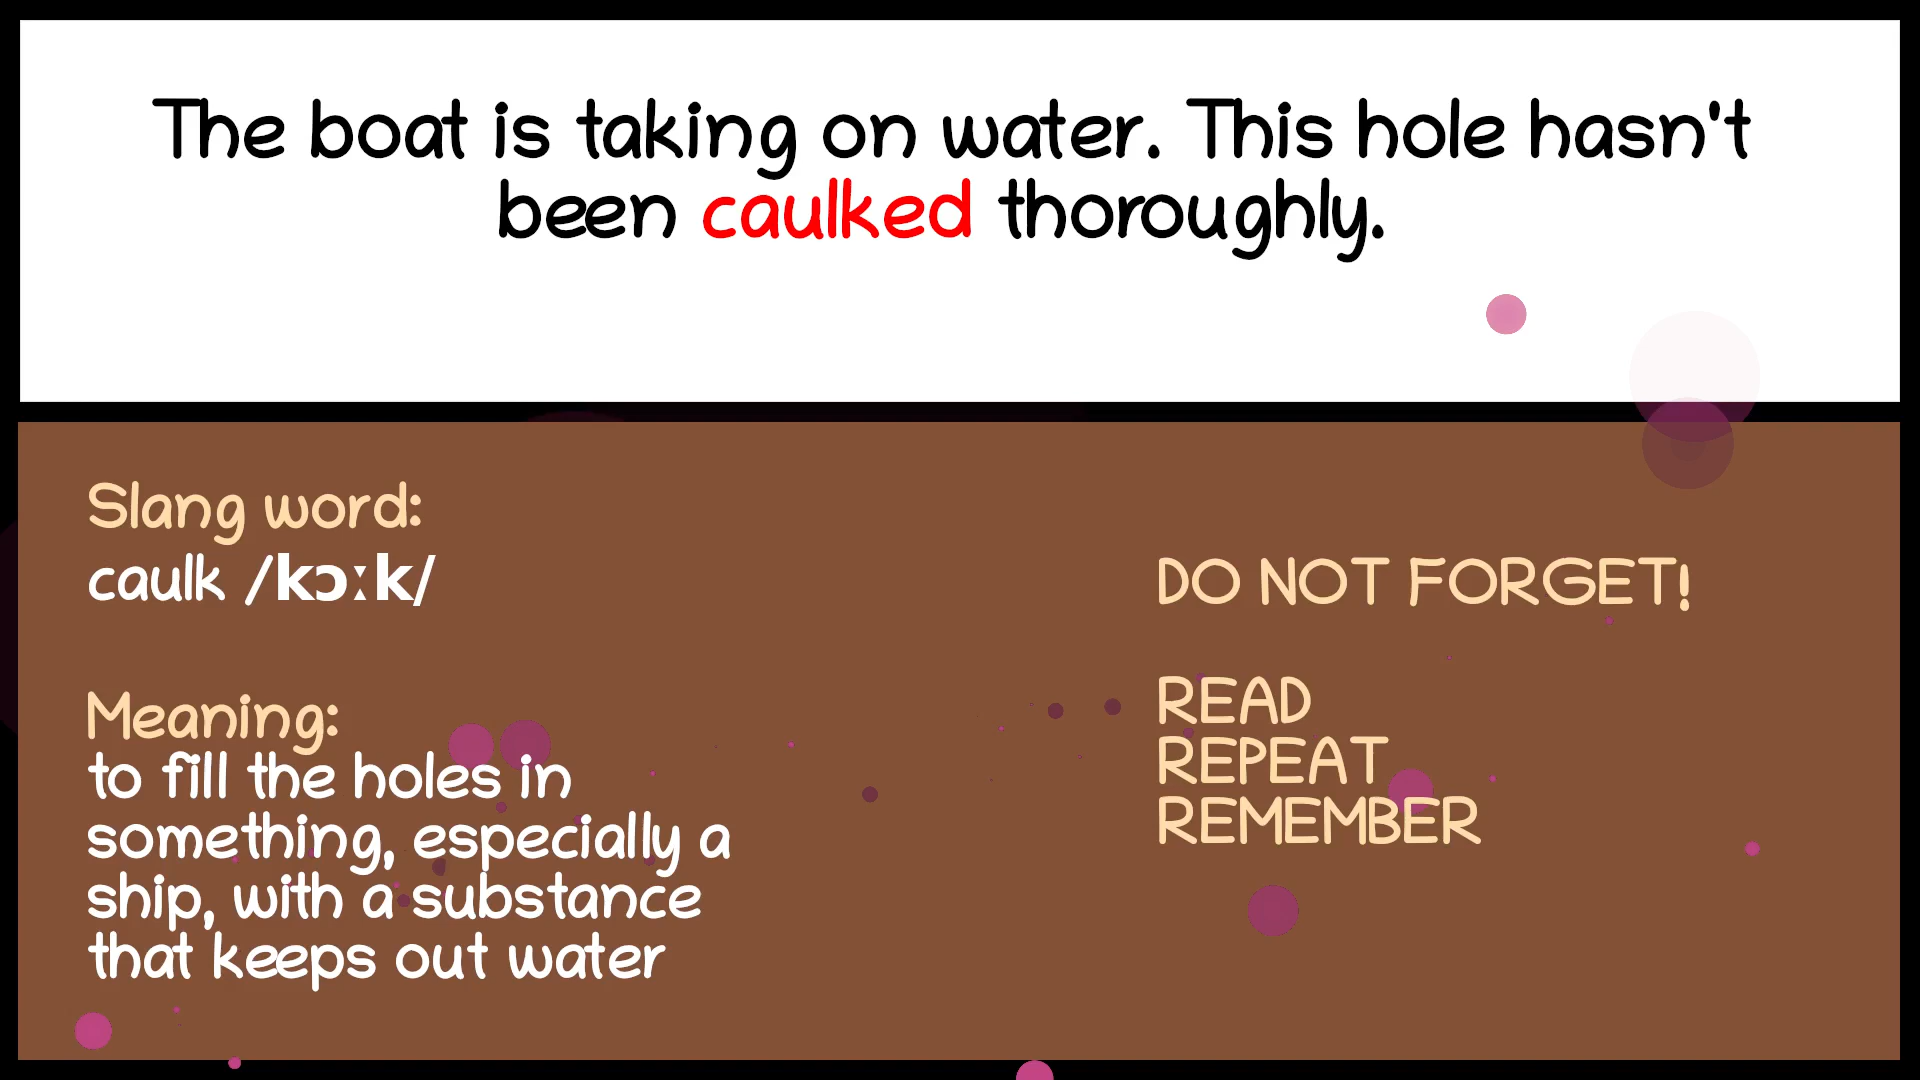 The boat is taking on water. This hole hasn't
been caulked thoroughly.
Slang word:
caulk /kɔːk/
Meaning:
to fill the holes in
something, especially a
ship, with a substance
that keeps out water
DO NOT FORGET!
READ
REPEAT
REMEMBER